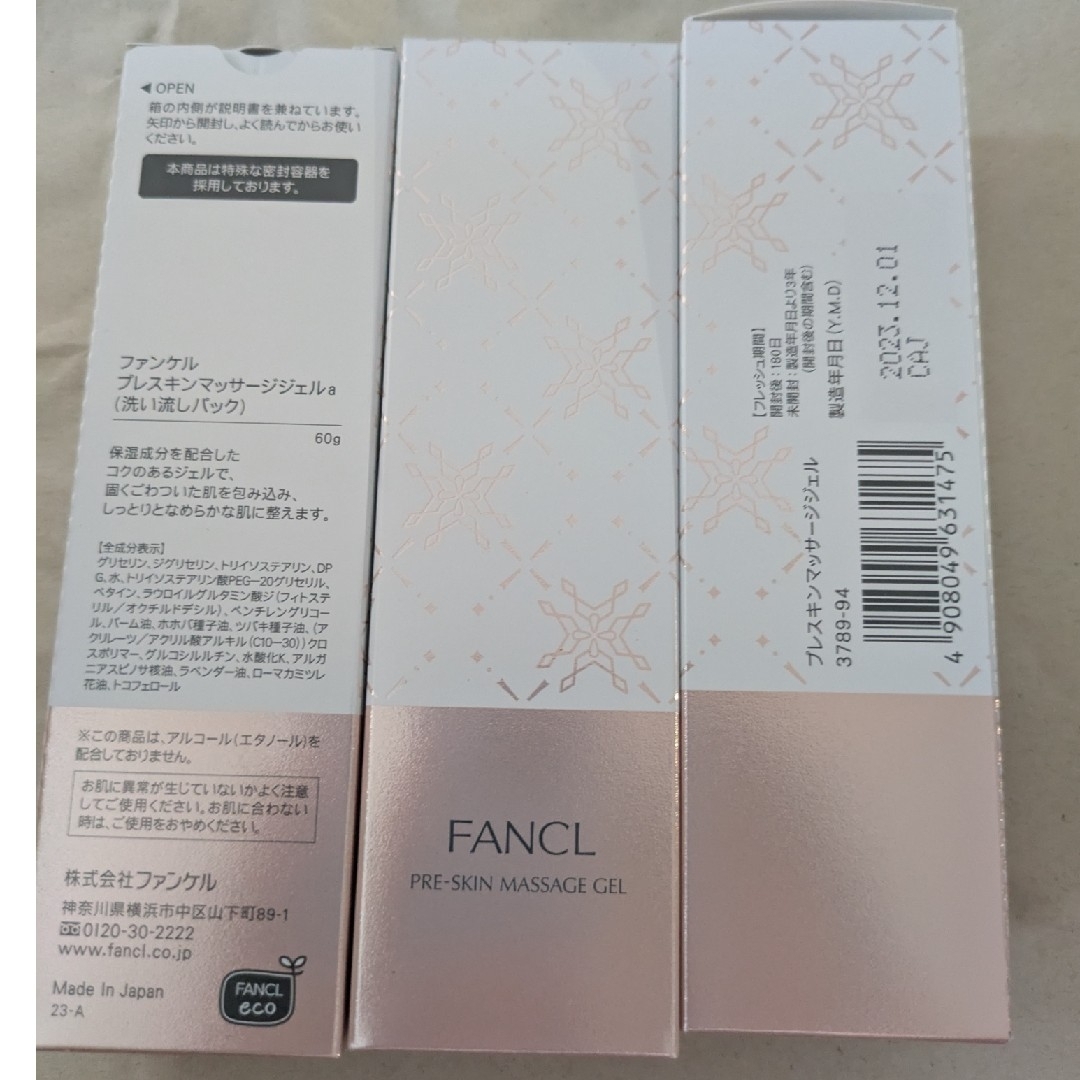 ◀ OPEN
箱の内側が説明書を兼ねています。
矢印から開封し、よく読んでからお使い
ください。
本商品は特殊な密封容器を
採用しております。
ファンケル
プレスキンマッサージジェルa
(洗い流しパック)
60g
保湿成分を配合した
コクのあるジェルで、
固くごわついた肌を包み込み、
しっとりとなめらかな肌に整えます。
【全成分表示】
グリセリン、ジグリセリン、トリイソステアリン、DP
G、水、トリイソステアリン酸PEG-20グリセリル、
ベタイン、ラウロイルグルタミン酸ジ(フィトステ
リル/オクチルドデシル)、ペンチレングリコー
ル、パーム油、ホホバ種子油、ツバキ種子油、(ア
クリレーツ/アクリル酸アルキル(C10-30))クロ
スポリマー、グルコシルルチン、水酸化K、アルガ
ニアスピノサ核油、ラベンダー油、ローマカミツレ
花油、トコフェロール
※この商品は、アルコール(エタノール)を
配合しておりません。
お肌に異常が生じていないかよく注意
してご使用ください。お肌に合わない
時は、ご使用をおやめください。
株式会社ファンケル
神奈川県横浜市中区山下町89-1
0120-30-2222
www.fancl.co.jp
Made In Japan
23-A
FANCL
eco
FANCL
PRE-SKIN MASSAGE GEL
【フレッシュ期間】
開封後:180日
未開封:製造年月日より3年
(開封後の期間含む)
製造年月日(Y.M.D)
2023.12.01
CAJ
プレスキンマッサージジェル
3789-94
4 908049 631475